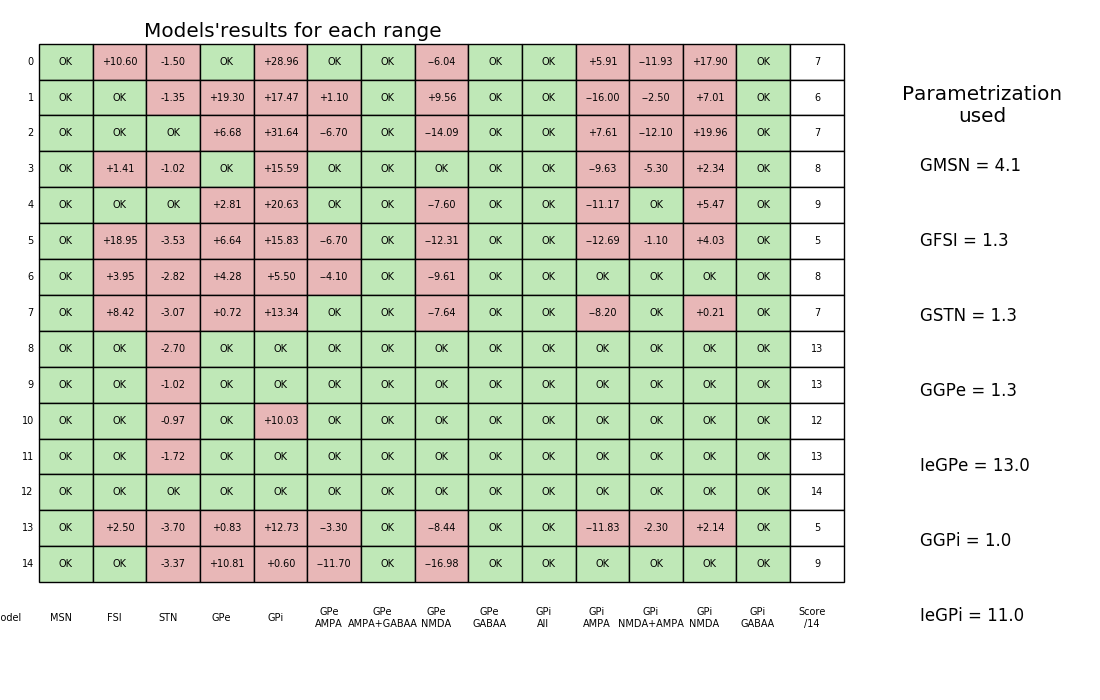 Models'results for each range
0 OK +10.60 -1.50 OK +28.96 OK OK −6.04 OK OK +5.91 −11.93 +17.90 OK 7
1 OK OK -1.35 +19.30 +17.47 +1.10 OK +9.56 OK OK −16.00 −2.50 +7.01 OK 6
2 OK OK OK +6.68 +31.64 −6.70 OK −14.09 OK OK +7.61 −12.10 +19.96 OK 7
3 OK +1.41 -1.02 OK +15.59 OK OK OK OK OK −9.63 -5.30 +2.34 OK 8
4 OK OK OK +2.81 +20.63 OK OK −7.60 OK OK −11.17 OK +5.47 OK 9
5 OK +18.95 -3.53 +6.64 +15.83 −6.70 OK −12.31 OK OK −12.69 -1.10 +4.03 OK 5
6 OK +3.95 -2.82 +4.28 +5.50 −4.10 OK −9.61 OK OK OK OK OK OK 8
7 OK +8.42 -3.07 +0.72 +13.34 OK OK −7.64 OK OK −8.20 OK +0.21 OK 7
8 OK OK -2.70 OK OK OK OK OK OK OK OK OK OK OK 13
9 OK OK -1.02 OK OK OK OK OK OK OK OK OK OK OK 13
10 OK OK -0.97 OK +10.03 OK OK OK OK OK OK OK OK OK 12
11 OK OK -1.72 OK OK OK OK OK OK OK OK OK OK OK 13
12 OK OK OK OK OK OK OK OK OK OK OK OK OK OK 14
13 OK +2.50 -3.70 +0.83 +12.73 −3.30 OK −8.44 OK OK −11.83 -2.30 +2.14 OK 5
14 OK OK -3.37 +10.81 +0.60 −11.70 OK −16.98 OK OK OK OK OK OK 9
odel MSN FSI STN GPe GPi GPe GPe GPe GPe GPi GPi GPi GPi GPi Score
AMPA AMPA+GABAA NMDA GABAA All AMPA NMDA+AMPA NMDA GABAA /14
Parametrization
used
GMSN = 4.1
GFSI = 1.3
GSTN = 1.3
GGPe = 1.3
IeGPe = 13.0
GGPi = 1.0
IeGPi = 11.0